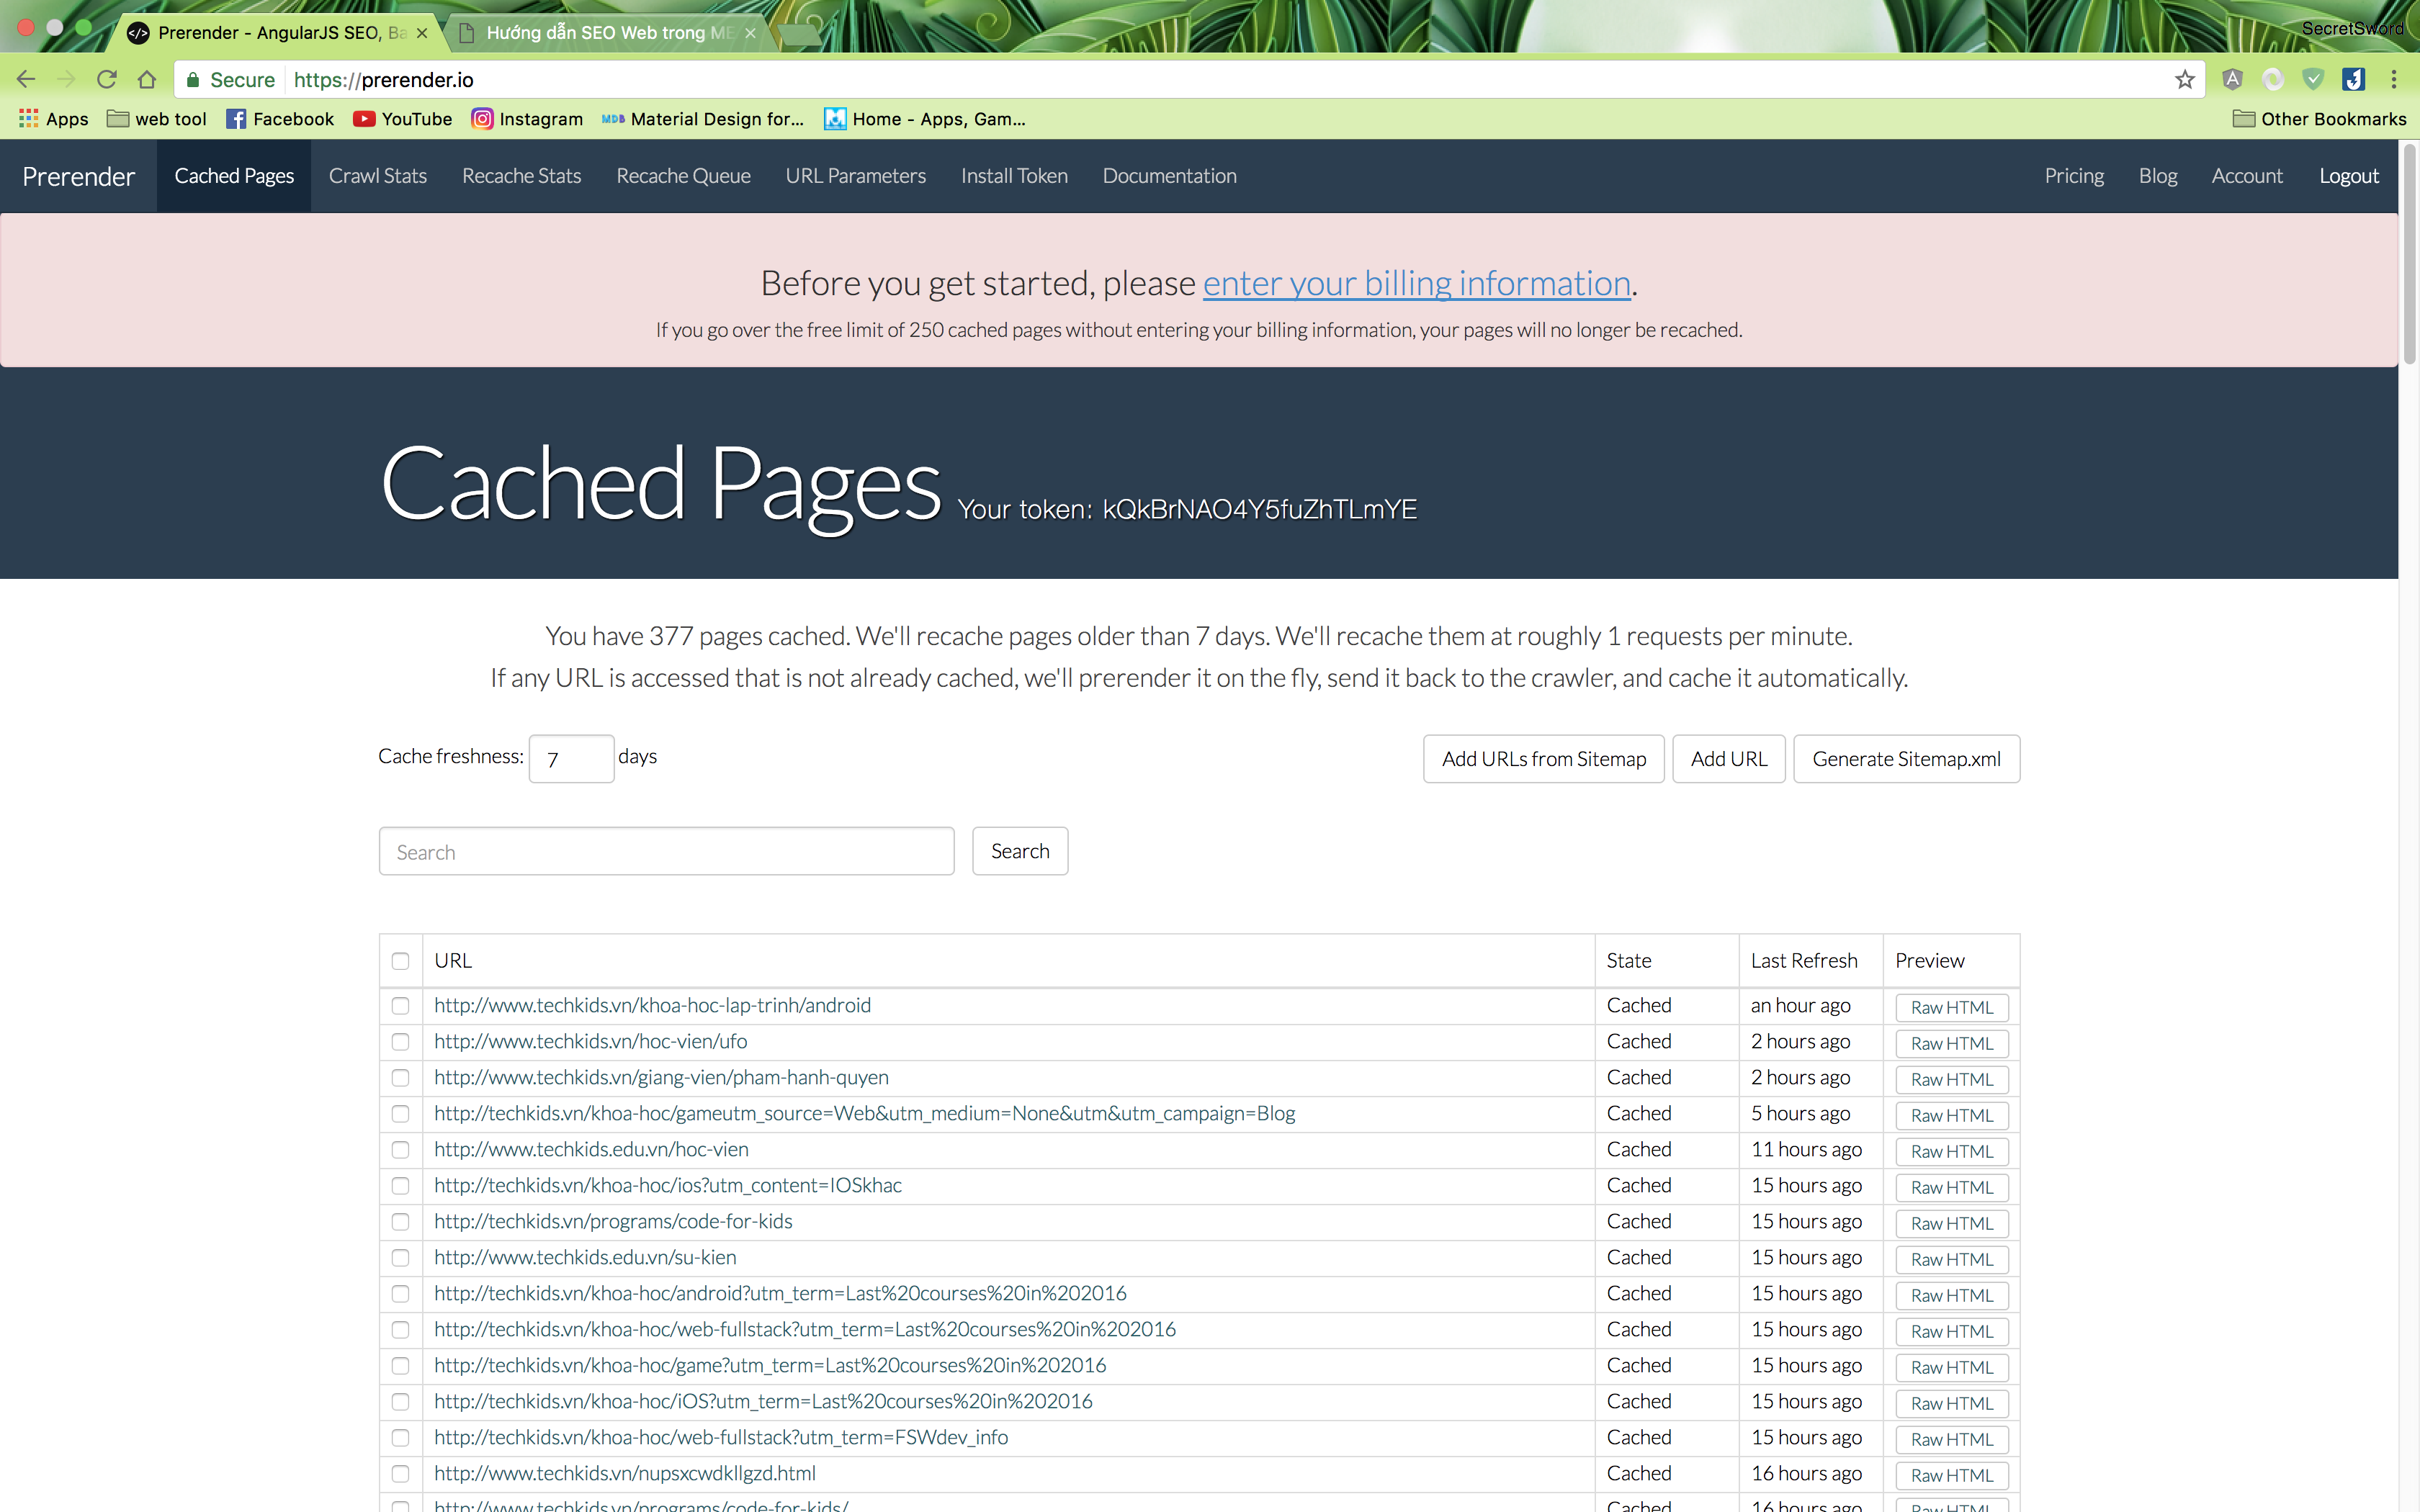 Prerender - AngularJS SEO, Ba
Hướng dẫn SEO Web trong ME
SecretSword
Secure https://prerender.io
Apps web tool Facebook YouTube Instagram Material Design for... Home - Apps, Gam... Other Bookmarks
Prerender Cached Pages Crawl Stats Recache Stats Recache Queue URL Parameters Install Token Documentation Pricing Blog Account Logout
Before you get started, please enter your billing information.
If you go over the free limit of 250 cached pages without entering your billing information, your pages will no longer be recached.
Cached Pages Your token: kQkBrNAO4Y5fuZhTLmYE
You have 377 pages cached. We'll recache pages older than 7 days. We'll recache them at roughly 1 requests per minute.
If any URL is accessed that is not already cached, we'll prerender it on the fly, send it back to the crawler, and cache it automatically.
Cache freshness: 7 days Add URLs from Sitemap Add URL Generate Sitemap.xml
Search Search
URL State Last Refresh Preview
http://www.techkids.vn/khoa-hoc-lap-trinh/android Cached an hour ago Raw HTML
http://www.techkids.vn/hoc-vien/ufo Cached 2 hours ago Raw HTML
http://www.techkids.vn/giang-vien/pham-hanh-quyen Cached 2 hours ago Raw HTML
http://techkids.vn/khoa-hoc/gameutm_source=Web&utm_medium=None&utm&utm_campaign=Blog Cached 5 hours ago Raw HTML
http://www.techkids.edu.vn/hoc-vien Cached 11 hours ago Raw HTML
http://techkids.vn/khoa-hoc/ios?utm_content=IOSkhac Cached 15 hours ago Raw HTML
http://techkids.vn/programs/code-for-kids Cached 15 hours ago Raw HTML
http://www.techkids.edu.vn/su-kien Cached 15 hours ago Raw HTML
http://techkids.vn/khoa-hoc/android?utm_term=Last%20courses%20in%202016 Cached 15 hours ago Raw HTML
http://techkids.vn/khoa-hoc/web-fullstack?utm_term=Last%20courses%20in%202016 Cached 15 hours ago Raw HTML
http://techkids.vn/khoa-hoc/game?utm_term=Last%20courses%20in%202016 Cached 15 hours ago Raw HTML
http://techkids.vn/khoa-hoc/iOS?utm_term=Last%20courses%20in%202016 Cached 15 hours ago Raw HTML
http://techkids.vn/khoa-hoc/web-fullstack?utm_term=FSWdev_info Cached 15 hours ago Raw HTML
http://www.techkids.vn/nupsxcwdkllgzd.html Cached 16 hours ago Raw HTML
http://www.techkids.vn/programs/code-for-kids/ Cached 16 hours ago Raw HTML